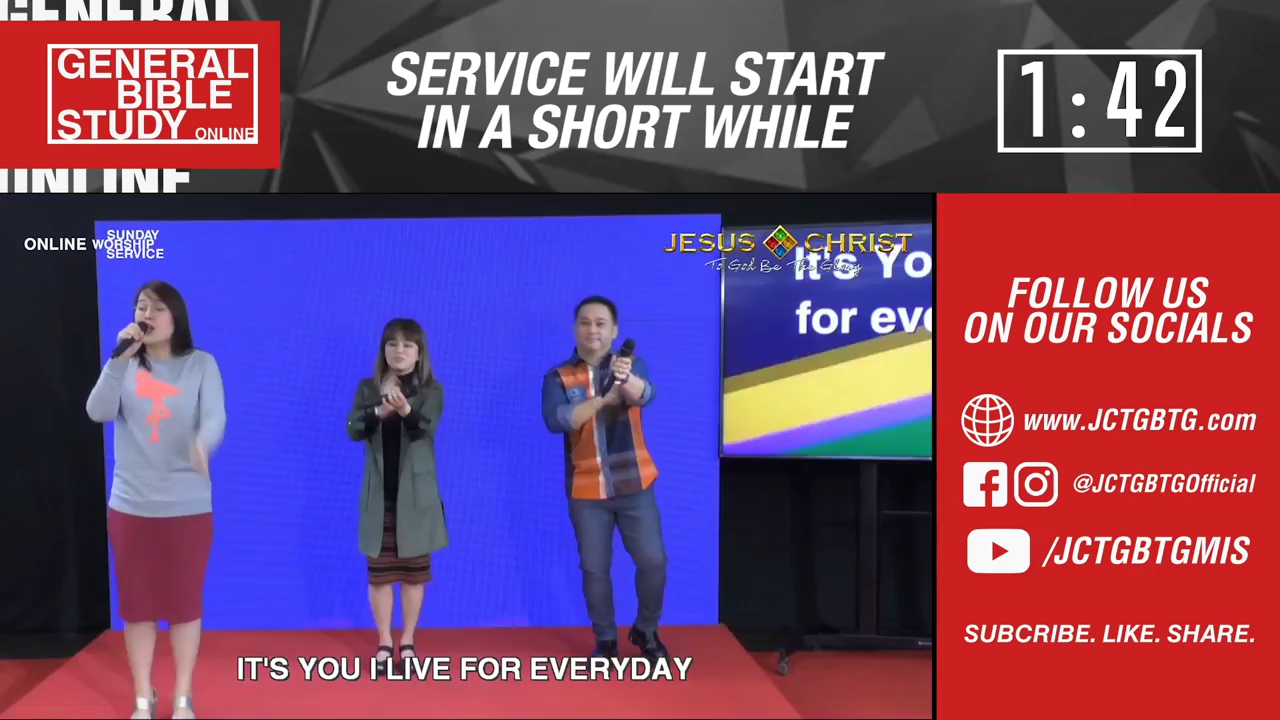 GENERAL
GENERAL
BIBLE
STUDY ONLINE
ONLINE
SERVICE WILL START
IN A SHORT WHILE
1:42
ONLINE SUNDAY
WORSHIP
SERVICE
JESUS CHRIST
To God Be The Glory
It's Yo
for eve
IT'S YOU I LIVE FOR EVERYDAY
FOLLOW US
ON OUR SOCIALS
www.JCTGBTG.com
@JCTGBTGOfficial
/JCTGBTGMIS
SUBCRIBE. LIKE. SHARE.